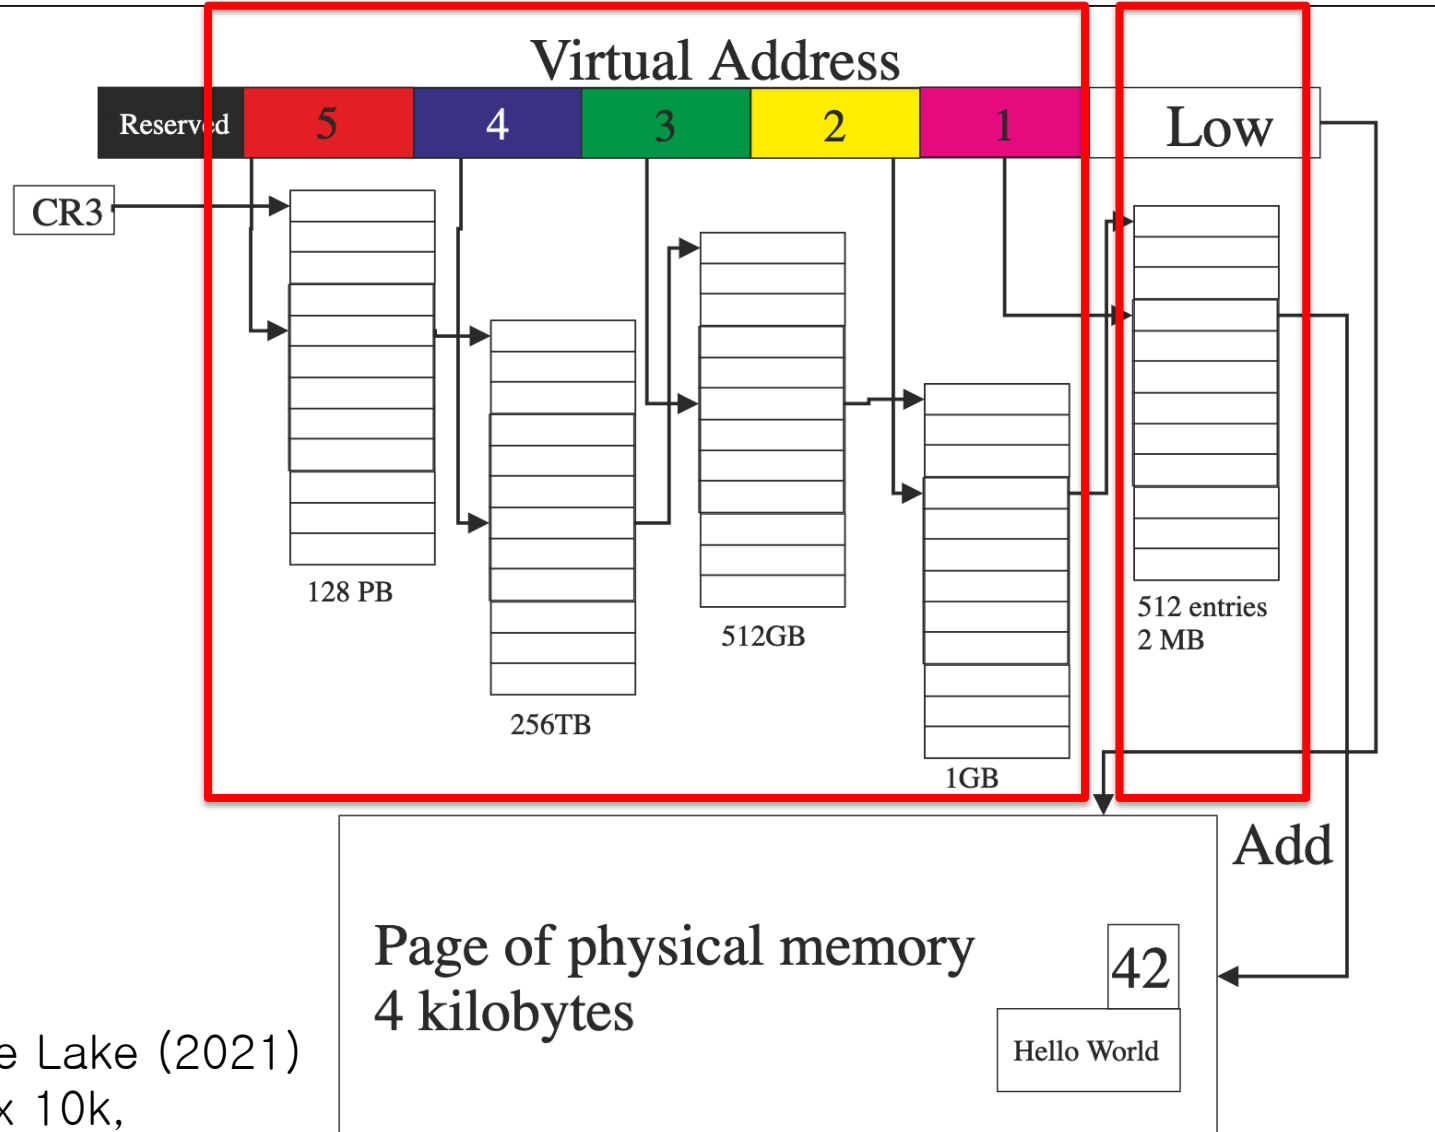 Virtual Address
Reserved 5 4 3 2 1 Low
CR3
128 PB
256TB
512GB
1GB
512 entries
2 MB
Add
Page of physical memory
4 kilobytes
42
Hello World
e Lake (2021)
x 10k,